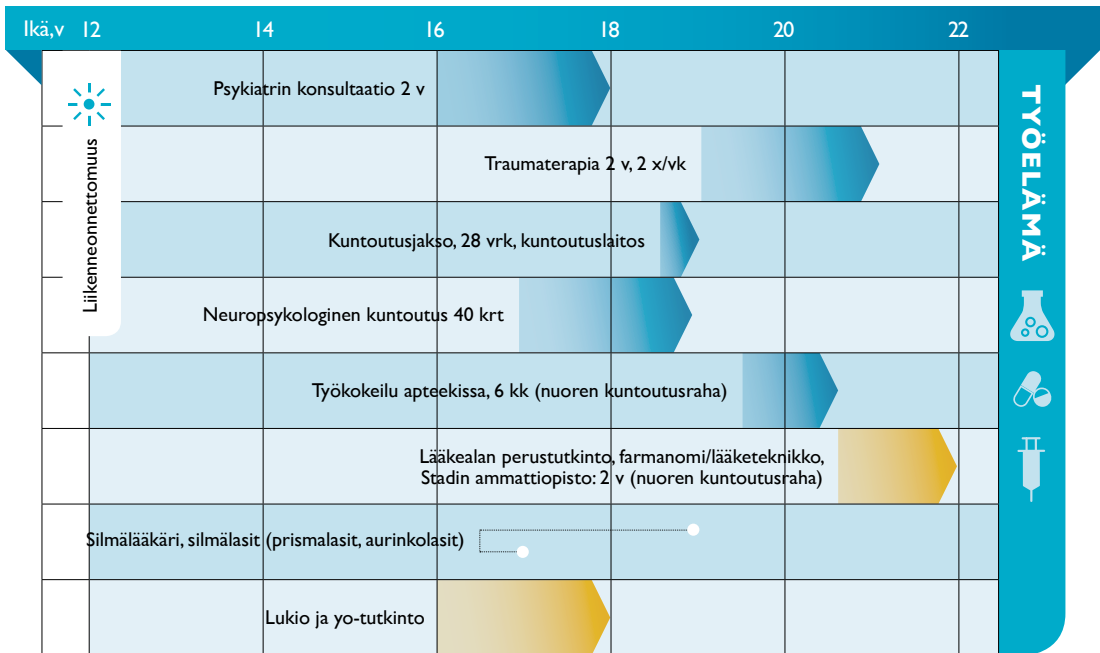 Ikä,v 12 14 16 18 20 22
Liikenneonnettomuus
Psykiatrin konsultaatio 2 v
Traumaterapia 2 v, 2 x/vk
Kuntoutusjakso, 28 vrk, kuntoutuslaitos
Neuropsykologinen kuntoutus 40 krt
Työkokeilu apteekissa, 6 kk (nuoren kuntoutusraha)
Lääkealan perustutkinto, farmanomi/lääketeknikko,
Stadin ammattiopisto: 2 v (nuoren kuntoutusraha)
Silmälääkäri, silmälasit (prismalasit, aurinkolasit)
Lukio ja yo-tutkinto
TYÖELÄMÄ